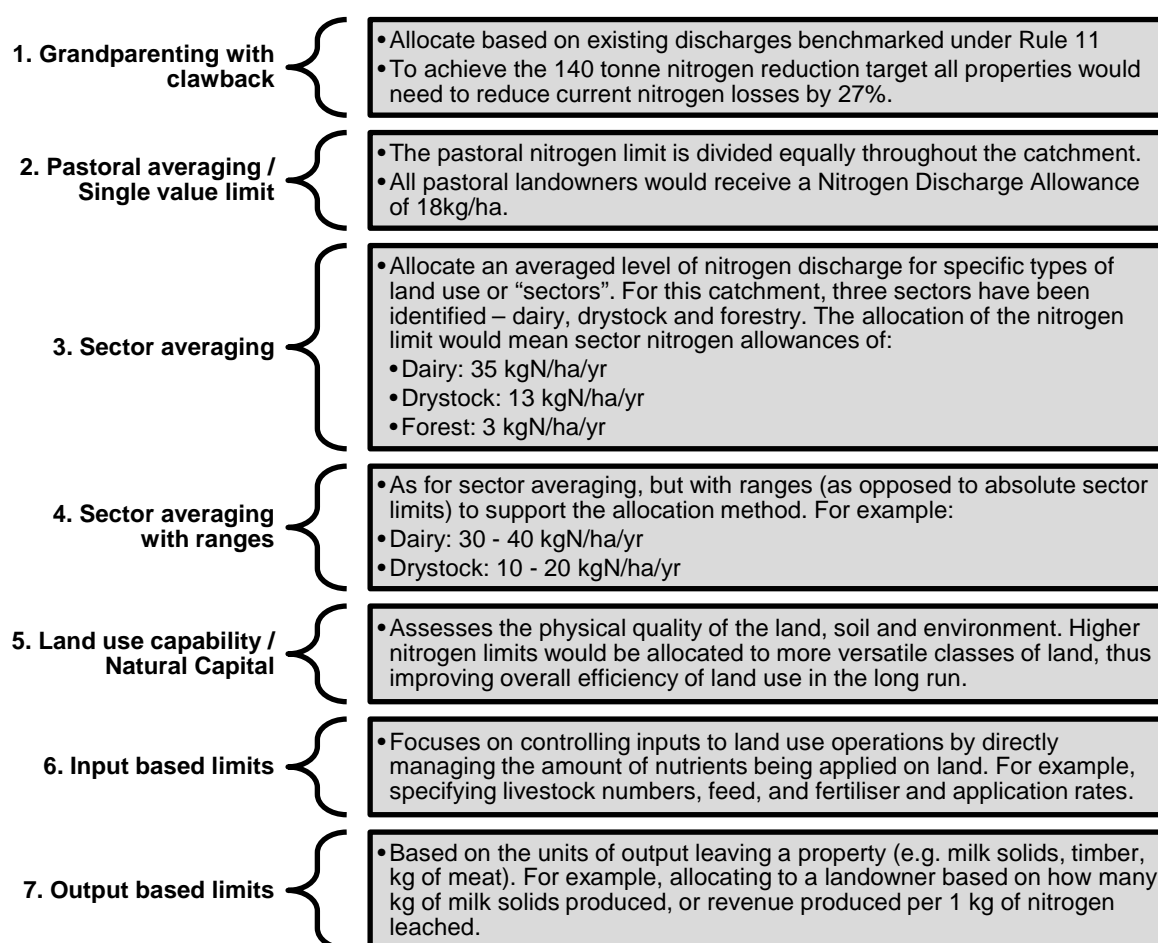 1. Grandparenting with
clawback
•Allocate based on existing discharges benchmarked under Rule 11
•To achieve the 140 tonne nitrogen reduction target all properties would
need to reduce current nitrogen losses by 27%.
2. Pastoral averaging /
Single value limit
•The pastoral nitrogen limit is divided equally throughout the catchment.
•All pastoral landowners would receive a Nitrogen Discharge Allowance
of 18kg/ha.
3. Sector averaging
•Allocate an averaged level of nitrogen discharge for specific types of
land use or “sectors”. For this catchment, three sectors have been
identified – dairy, drystock and forestry. The allocation of the nitrogen
limit would mean sector nitrogen allowances of:
•Dairy: 35 kgN/ha/yr
•Drystock: 13 kgN/ha/yr
•Forest: 3 kgN/ha/yr
4. Sector averaging
with ranges
•As for sector averaging, but with ranges (as opposed to absolute sector
limits) to support the allocation method. For example:
•Dairy: 30 - 40 kgN/ha/yr
•Drystock: 10 - 20 kgN/ha/yr
5. Land use capability /
Natural Capital
•Assesses the physical quality of the land, soil and environment. Higher
nitrogen limits would be allocated to more versatile classes of land, thus
improving overall efficiency of land use in the long run.
6. Input based limits
•Focuses on controlling inputs to land use operations by directly
managing the amount of nutrients being applied on land. For example,
specifying livestock numbers, feed, and fertiliser and application rates.
7. Output based limits
•Based on the units of output leaving a property (e.g. milk solids, timber,
kg of meat). For example, allocating to a landowner based on how many
kg of milk solids produced, or revenue produced per 1 kg of nitrogen
leached.